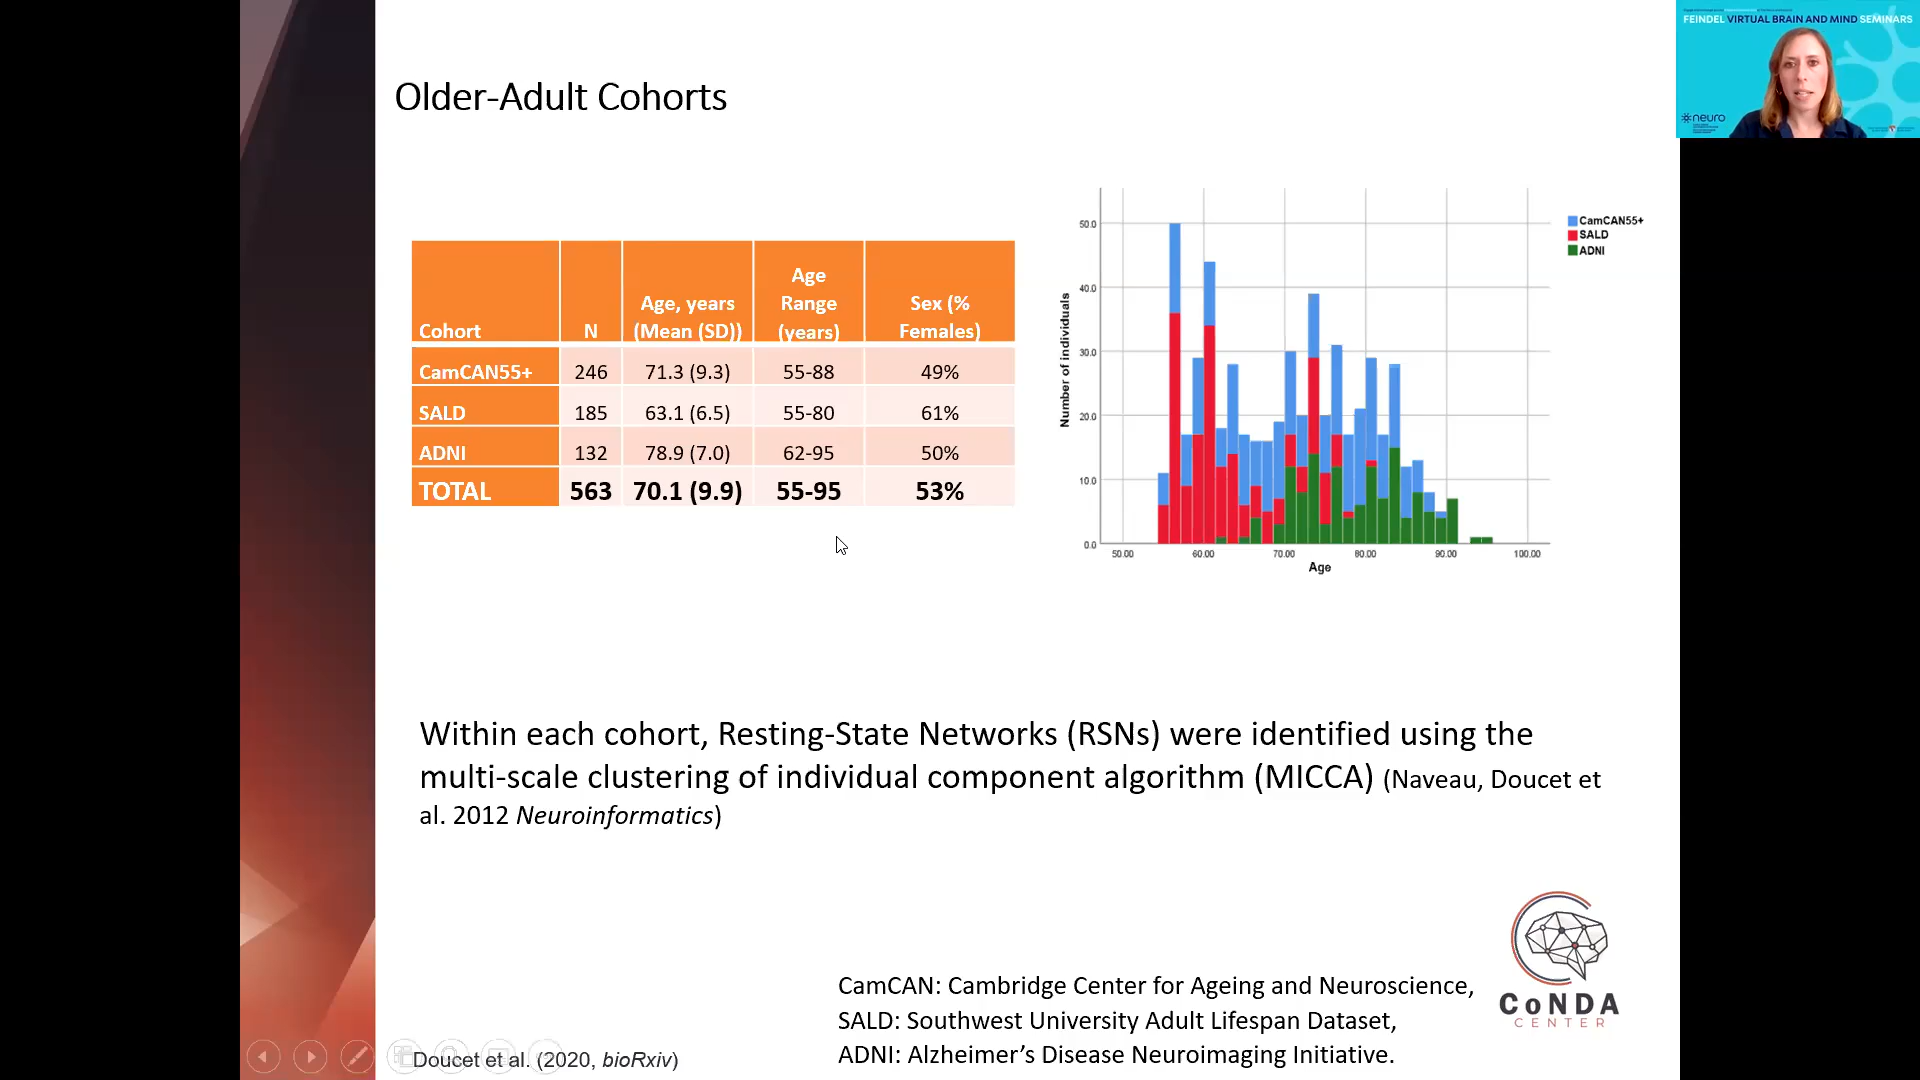 FEINDEL VIRTUAL BRAIN AND MIND SEMINARS
neuro
Older-Adult Cohorts
Cohort N Age, years (Mean (SD)) Age Range (years) Sex (% Females)
CamCAN55+ 246 71.3 (9.3) 55-88 49%
SALD 185 63.1 (6.5) 55-80 61%
ADNI 132 78.9 (7.0) 62-95 50%
TOTAL 563 70.1 (9.9) 55-95 53%
CamCAN55+
SALD
ADNI
Number of individuals
50.0
40.0
30.0
20.0
10.0
0.0
50.00 60.00 70.00 80.00 90.00 100.00
Age
Within each cohort, Resting-State Networks (RSNs) were identified using the
multi-scale clustering of individual component algorithm (MICCA) (Naveau, Doucet et
al. 2012 Neuroinformatics)
CoNDA
CENTER
CamCAN: Cambridge Center for Ageing and Neuroscience,
SALD: Southwest University Adult Lifespan Dataset,
ADNI: Alzheimer’s Disease Neuroimaging Initiative.
Doucet et al. (2020, bioRxiv)